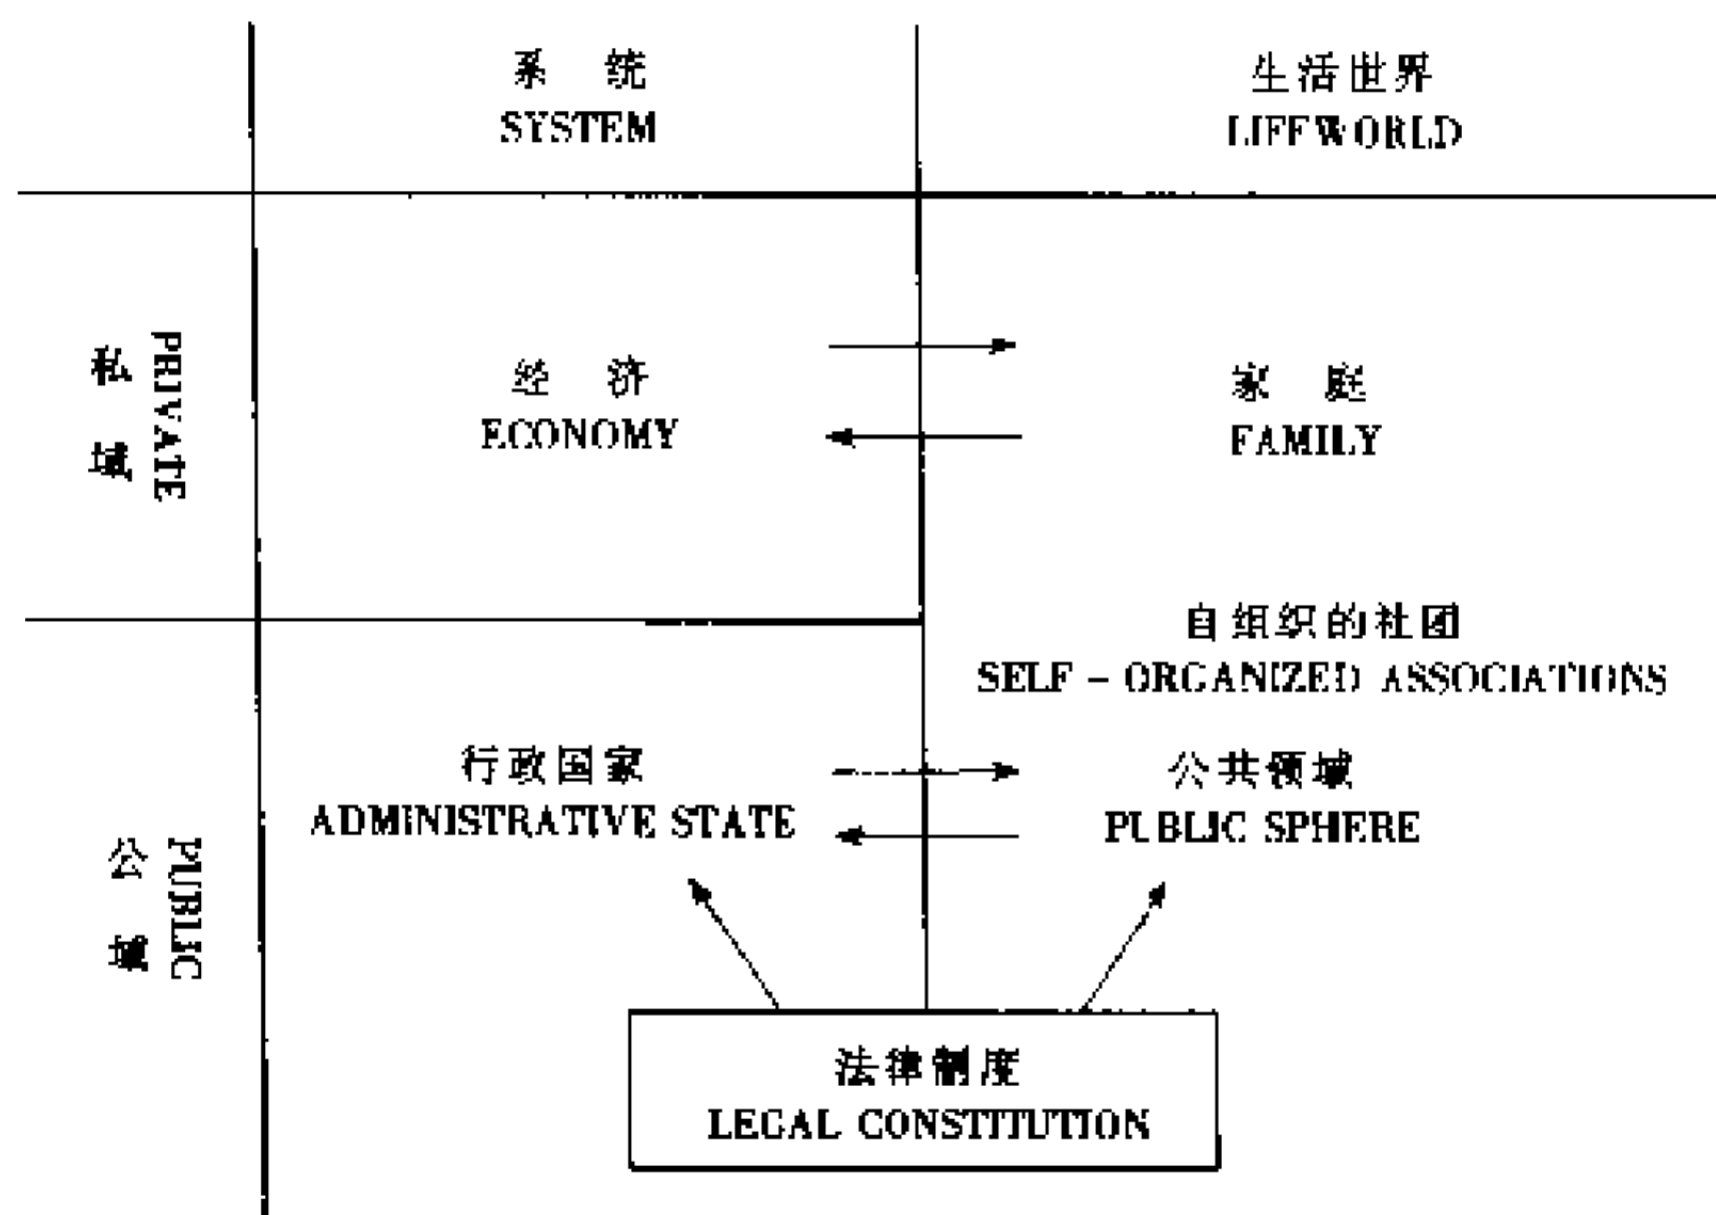 系 统
SYSTEM
生活世界
LIFEWORLD
私域
PRIVATE
经 济
ECONOMY
家 庭
FAMILY
自组织的社团
SELF – ORGANIZED ASSOCIATIONS
公域
PUBLIC
行政国家
ADMINISTRATIVE STATE
公共领域
PUBLIC SPHERE
法律制度
LEGAL CONSTITUTION